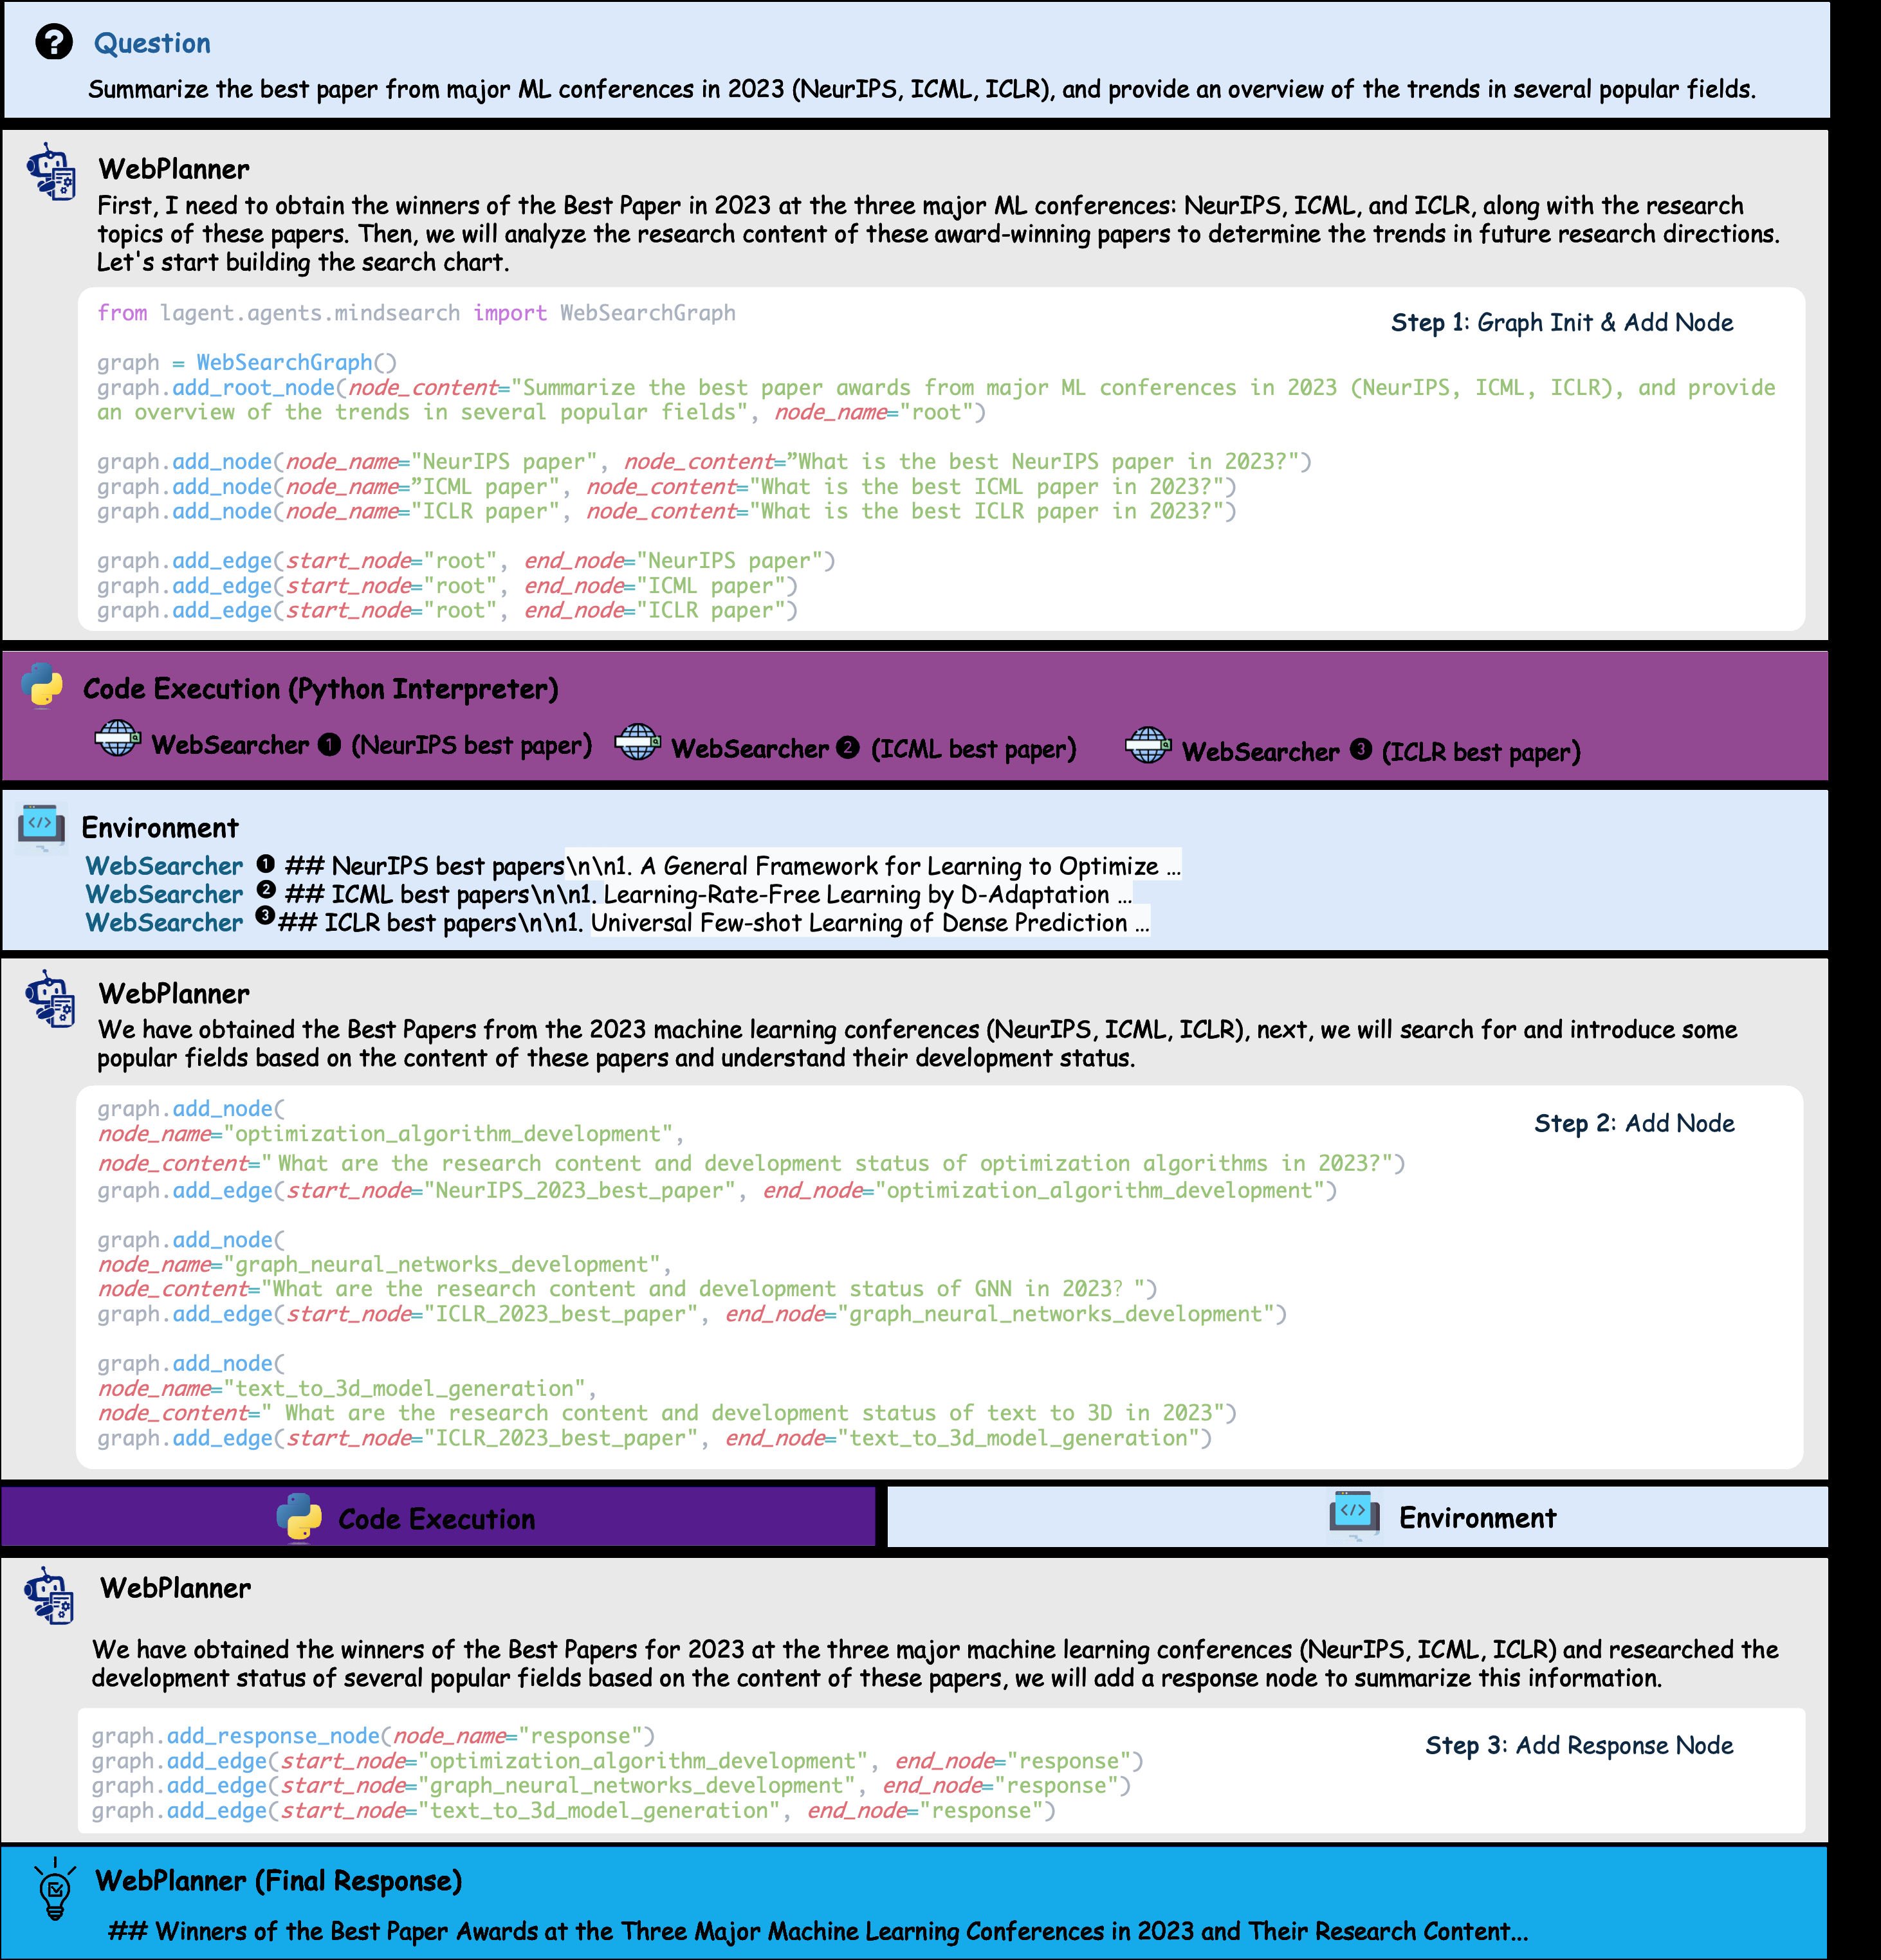 Question
Summarize the best paper from major ML conferences in 2023 (NeurIPS, ICML, ICLR), and provide an overview of the trends in several popular fields.
WebPlanner
First, I need to obtain the winners of the Best Paper in 2023 at the three major ML conferences: NeurIPS, ICML, and ICLR, along with the research
topics of these papers. Then, we will analyze the research content of these award-winning papers to determine the trends in future research directions.
Let's start building the search chart.
from lagent.agents.mindsearch import WebSearchGraph
Step 1: Graph Init & Add Node
graph = WebSearchGraph()
graph.add_root_node(node_content="Summarize the best paper awards from major ML conferences in 2023 (NeurIPS, ICML, ICLR), and provide
an overview of the trends in several popular fields", node_name="root")
graph.add_node(node_name="NeurIPS paper", node_content=”What is the best NeurIPS paper in 2023?")
graph.add_node(node_name=”ICML paper", node_content="What is the best ICML paper in 2023?")
graph.add_node(node_name="ICLR paper", node_content="What is the best ICLR paper in 2023?")
graph.add_edge(start_node="root", end_node="NeurIPS paper")
graph.add_edge(start_node="root", end_node="ICML paper")
graph.add_edge(start_node="root", end_node="ICLR paper")
Code Execution (Python Interpreter)
WebSearcher ❶ (NeurIPS best paper) WebSearcher ❷ (ICML best paper) WebSearcher ❸ (ICLR best paper)
Environment
WebSearcher ❶ ## NeurIPS best papers\n\n1. A General Framework for Learning to Optimize ...
WebSearcher ❷ ## ICML best papers\n\n1. Learning-Rate-Free Learning by D-Adaptation ...
WebSearcher ❸## ICLR best papers\n\n1. Universal Few-shot Learning of Dense Prediction ...
WebPlanner
We have obtained the Best Papers from the 2023 machine learning conferences (NeurIPS, ICML, ICLR), next, we will search for and introduce some
popular fields based on the content of these papers and understand their development status.
graph.add_node(
Step 2: Add Node
node_name="optimization_algorithm_development",
node_content=" What are the research content and development status of optimization algorithms in 2023?")
graph.add_edge(start_node="NeurIPS_2023_best_paper", end_node="optimization_algorithm_development")
graph.add_node(
node_name="graph_neural_networks_development",
node_content="What are the research content and development status of GNN in 2023? ")
graph.add_edge(start_node="ICLR_2023_best_paper", end_node="graph_neural_networks_development")
graph.add_node(
node_name="text_to_3d_model_generation",
node_content=" What are the research content and development status of text to 3D in 2023")
graph.add_edge(start_node="ICLR_2023_best_paper", end_node="text_to_3d_model_generation")
Code Execution
Environment
WebPlanner
We have obtained the winners of the Best Papers for 2023 at the three major machine learning conferences (NeurIPS, ICML, ICLR) and researched the
development status of several popular fields based on the content of these papers, we will add a response node to summarize this information.
graph.add_response_node(node_name="response")
Step 3: Add Response Node
graph.add_edge(start_node="optimization_algorithm_development", end_node="response")
graph.add_edge(start_node="graph_neural_networks_development", end_node="response")
graph.add_edge(start_node="text_to_3d_model_generation", end_node="response")
WebPlanner (Final Response)
## Winners of the Best Paper Awards at the Three Major Machine Learning Conferences in 2023 and Their Research Content...